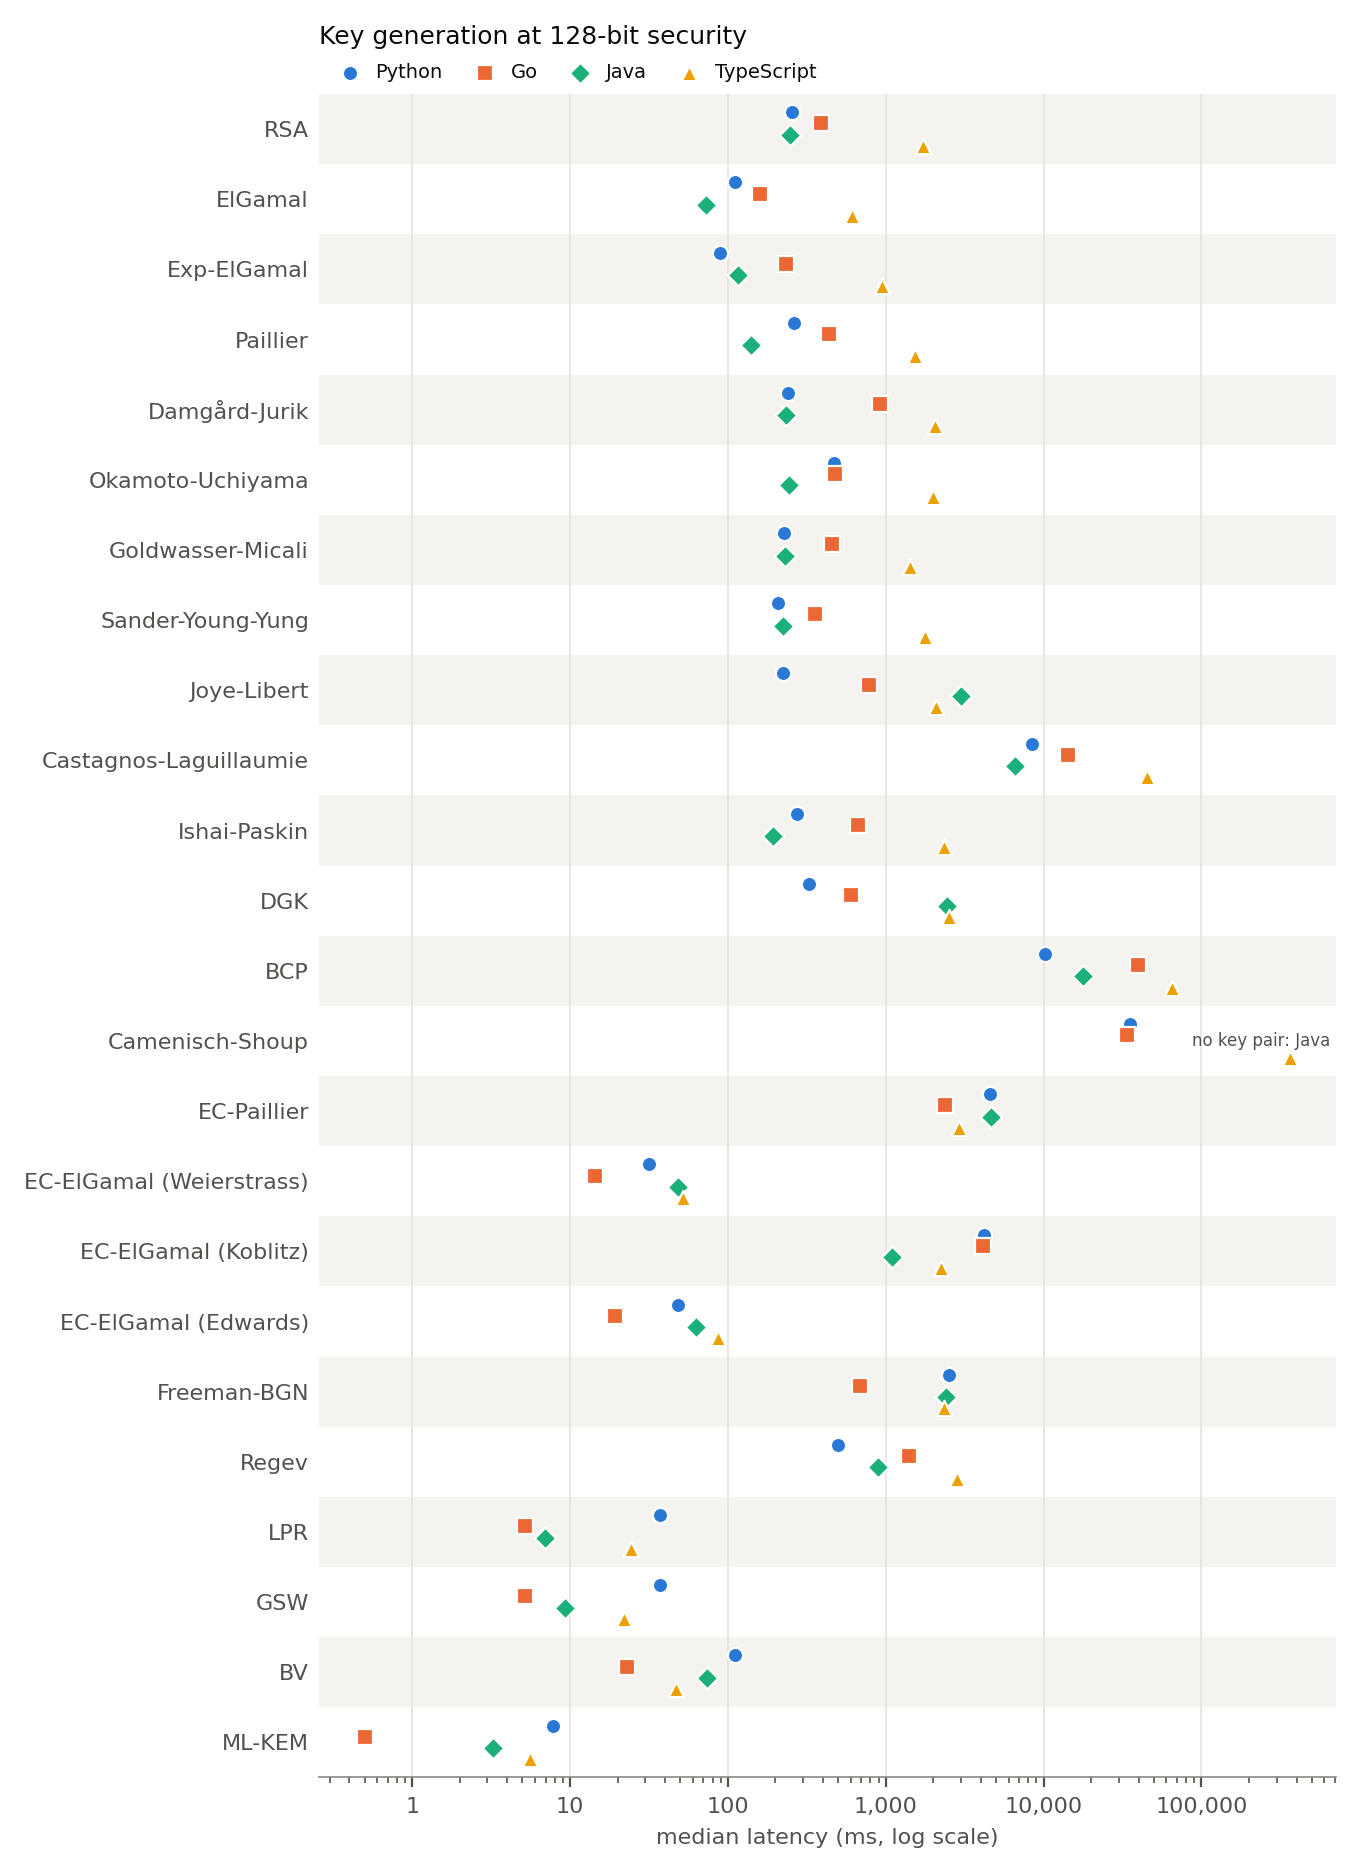 Key generation at 128-bit security
Python Go Java TypeScript
RSA
ElGamal
Exp-ElGamal
Paillier
Damgård-Jurik
Okamoto-Uchiyama
Goldwasser-Micali
Sander-Young-Yung
Joye-Libert
Castagnos-Laguillaumie
Ishai-Paskin
DGK
BCP
Camenisch-Shoup
no key pair: Java
EC-Paillier
EC-ElGamal (Weierstrass)
EC-ElGamal (Koblitz)
EC-ElGamal (Edwards)
Freeman-BGN
Regev
LPR
GSW
BV
ML-KEM
1 10 100 1,000 10,000 100,000
median latency (ms, log scale)